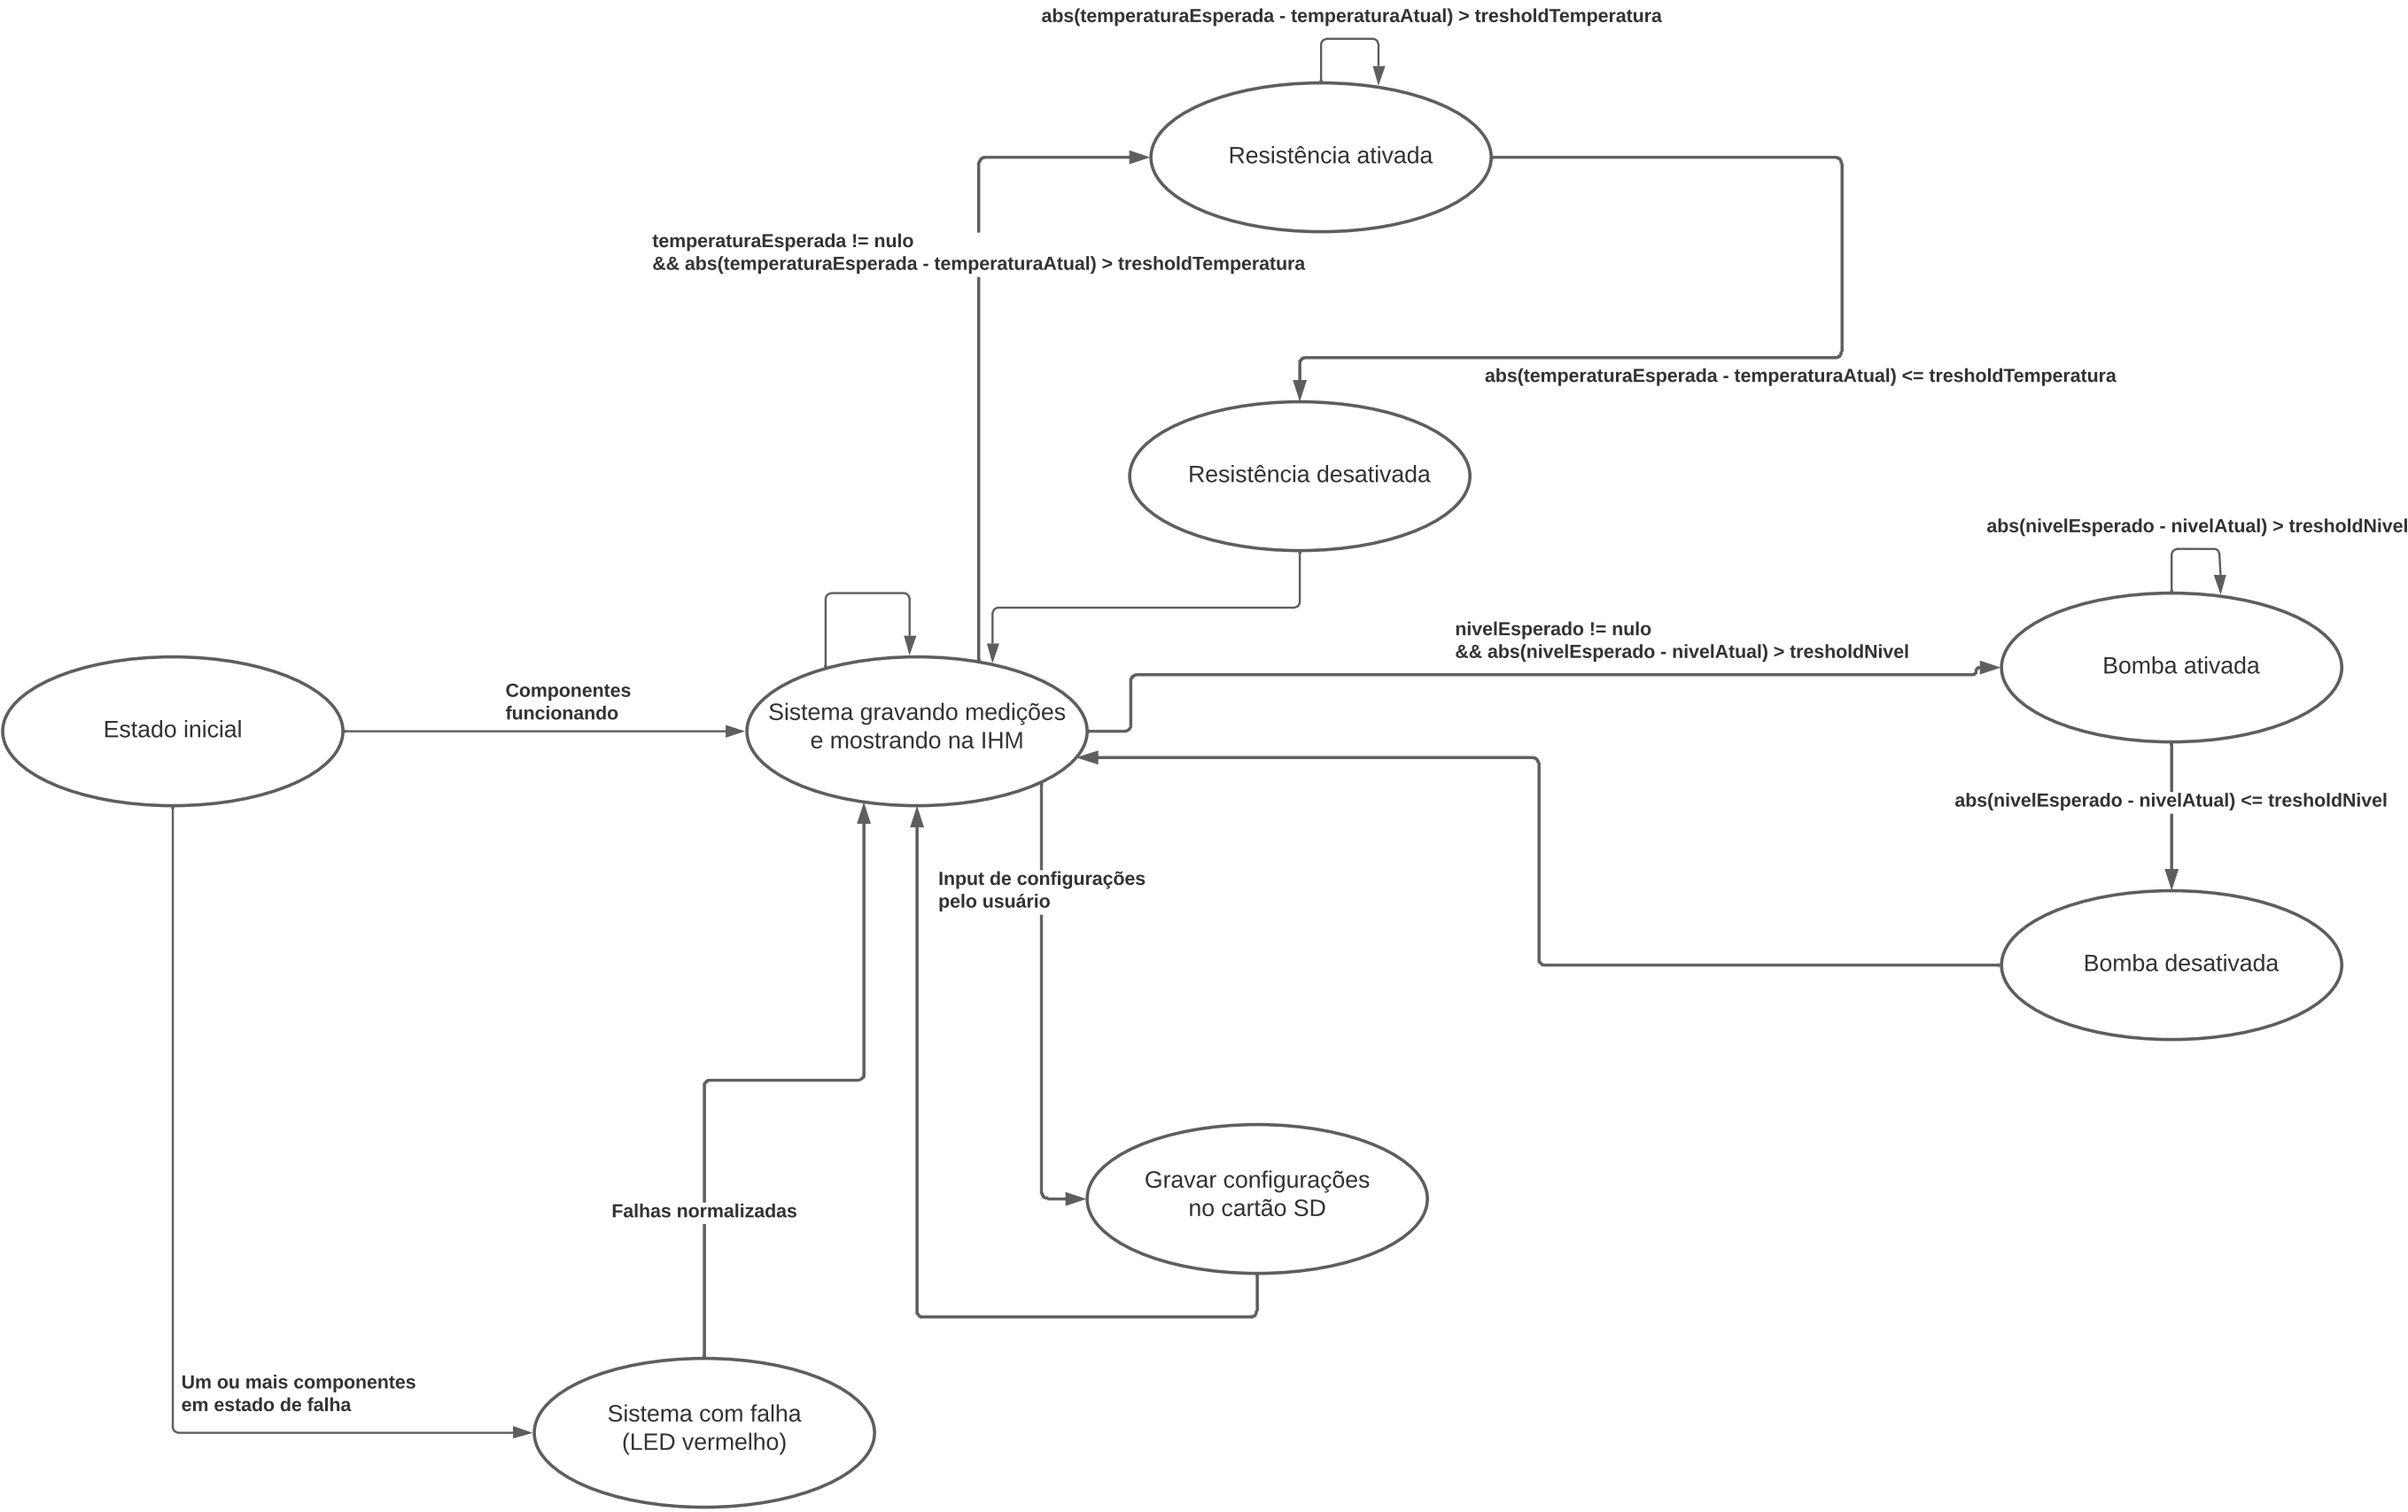 abs(temperaturaEsperada - temperaturaAtual) > tresholdTemperatura
Resistência ativada
temperaturaEsperada != nulo
&& abs(temperaturaEsperada - temperaturaAtual) > tresholdTemperatura
abs(temperaturaEsperada - temperaturaAtual) <= tresholdTemperatura
Resistência desativada
abs(nivelEsperado - nivelAtual) > tresholdNivel
nivelEsperado != nulo
&& abs(nivelEsperado - nivelAtual) > tresholdNivel
Bomba ativada
Componentes
funcionando
Estado inicial
Sistema gravando medições
e mostrando na IHM
abs(nivelEsperado - nivelAtual) <= tresholdNivel
Input de configurações
pelo usuário
Bomba desativada
Gravar configurações
no cartão SD
Falhas normalizadas
Um ou mais componentes
em estado de falha
Sistema com falha
(LED vermelho)